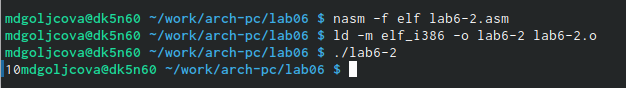 mdgoljcova@dk5n60 ~/work/arch-pc/lab06 $ nasm -f elf lab6-2.asm
mdgoljcova@dk5n60 ~/work/arch-pc/lab06 $ ld -m elf_i386 -o lab6-2 lab6-2.o
mdgoljcova@dk5n60 ~/work/arch-pc/lab06 $ ./lab6-2
10mdgoljcova@dk5n60 ~/work/arch-pc/lab06 $